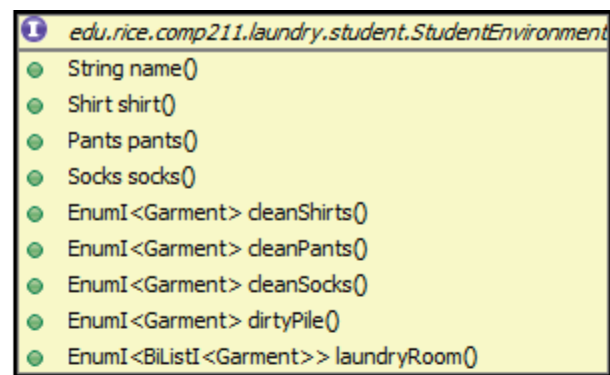 I edu.rice.comp211.laundry.student.StudentEnvironment
String name()
Shirt shirt()
Pants pants()
Socks socks()
EnumI<Garment> cleanShirts()
EnumI<Garment> cleanPants()
EnumI<Garment> cleanSocks()
EnumI<Garment> dirtyPile()
EnumI<BiListI<Garment>> laundryRoom()